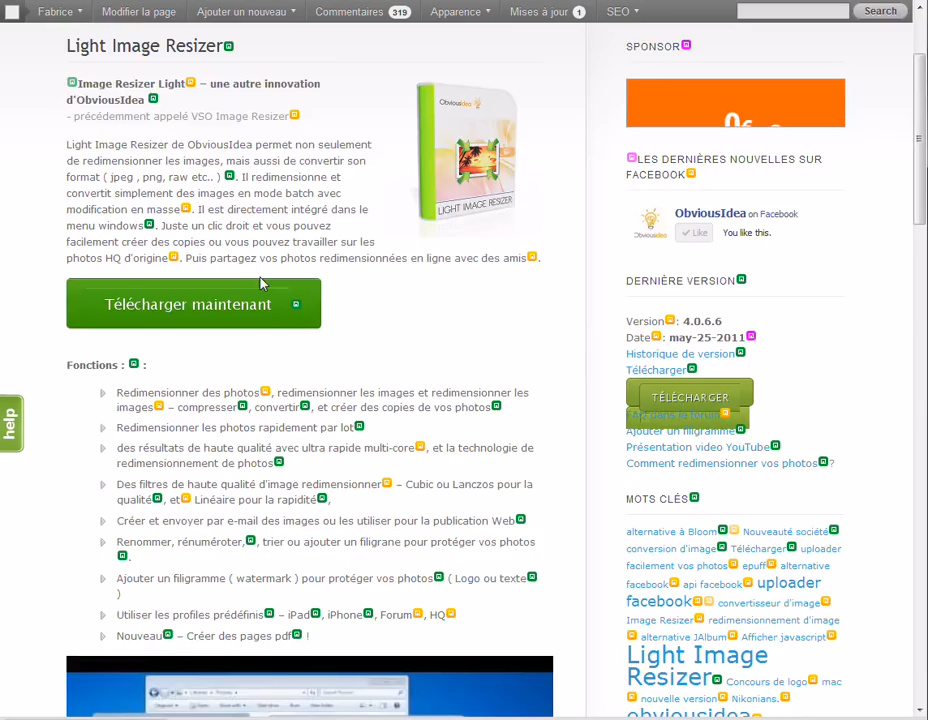 Fabrice Modifier la page Ajouter un nouveau Commentaires 319 Apparence Mises à jour 1 SEO Search
Light Image Resizer
Image Resizer Light – une autre innovation
d'ObviousIdea
- précédemment appelé VSO Image Resizer
Light Image Resizer de ObviousIdea permet non seulement
de redimensionner les images, mais aussi de convertir son
format ( jpeg , png, raw etc.. ) . Il redimensionne et
convertit simplement des images en mode batch avec
modification en masse . Il est directement intégré dans le
menu windows . Juste un clic droit et vous pouvez
facilement créer des copies ou vous pouvez travailler sur les
photos HQ d'origine . Puis partagez vos photos redimensionnées en ligne avec des amis .
ObviousIdea
LIGHT IMAGE RESIZER
Télécharger maintenant
Fonctions : :
Redimensionner des photos , redimensionner les images et redimensionner les
images – compresser , convertir , et créer des copies de vos photos
Redimensionner les photos rapidement par lot
des résultats de haute qualité avec ultra rapide multi-core , et la technologie de
redimensionnement de photos
Des filtres de haute qualité d'image redimensionner – Cubic ou Lanczos pour la
qualité , et Linéaire pour la rapidité ,
Créer et envoyer par e-mail des images ou les utiliser pour la publication Web
Renommer, rénuméroter, , trier ou ajouter un filigrane pour protéger vos photos
.
Ajouter un filigramme ( watermark ) pour protéger vos photos ( Logo ou texte
)
Utiliser les profiles prédéfinis – iPad , iPhone , Forum , HQ
Nouveau – Créer des pages pdf !
help
SPONSOR
LES DERNIÈRES NOUVELLES SUR
FACEBOOK
ObviousIdea on Facebook
Like You like this.
DERNIÈRE VERSION
Version : 4.0.6.6
Date : may-25-2011
Historique de version
Télécharger
TÉLÉCHARGER
FAQ dans le forum
Ajouter un filigramme
Présentation video YouTube
Comment redimensionner vos photos ?
MOTS CLÉS
alternative à Bloom Nouveauté société
conversion d'image Télécharger uploader
facilement vos photos epuff alternative
facebook api facebook uploader
facebook convertisseur d'image
Image Resizer redimensionnement d'image
alternative JAlbum Afficher javascript
Light Image
Resizer Concours de logo mac
nouvelle version Nikonians.
obviousidea